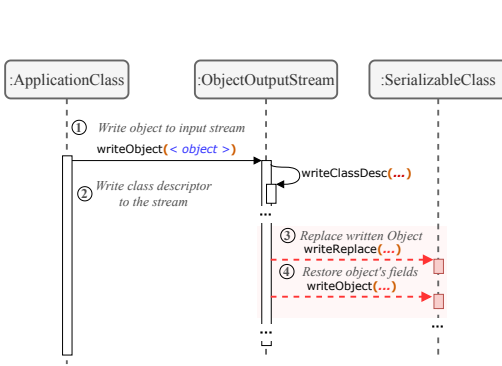 :ApplicationClass
:ObjectOutputStream
:SerializableClass
1 Write object to input stream
writeObject(< object >)
writeClassDesc(...)
2 Write class descriptor
to the stream
...
3 Replace written Object
writeReplace(...)
4 Restore object's fields
writeObject(...)
...
...